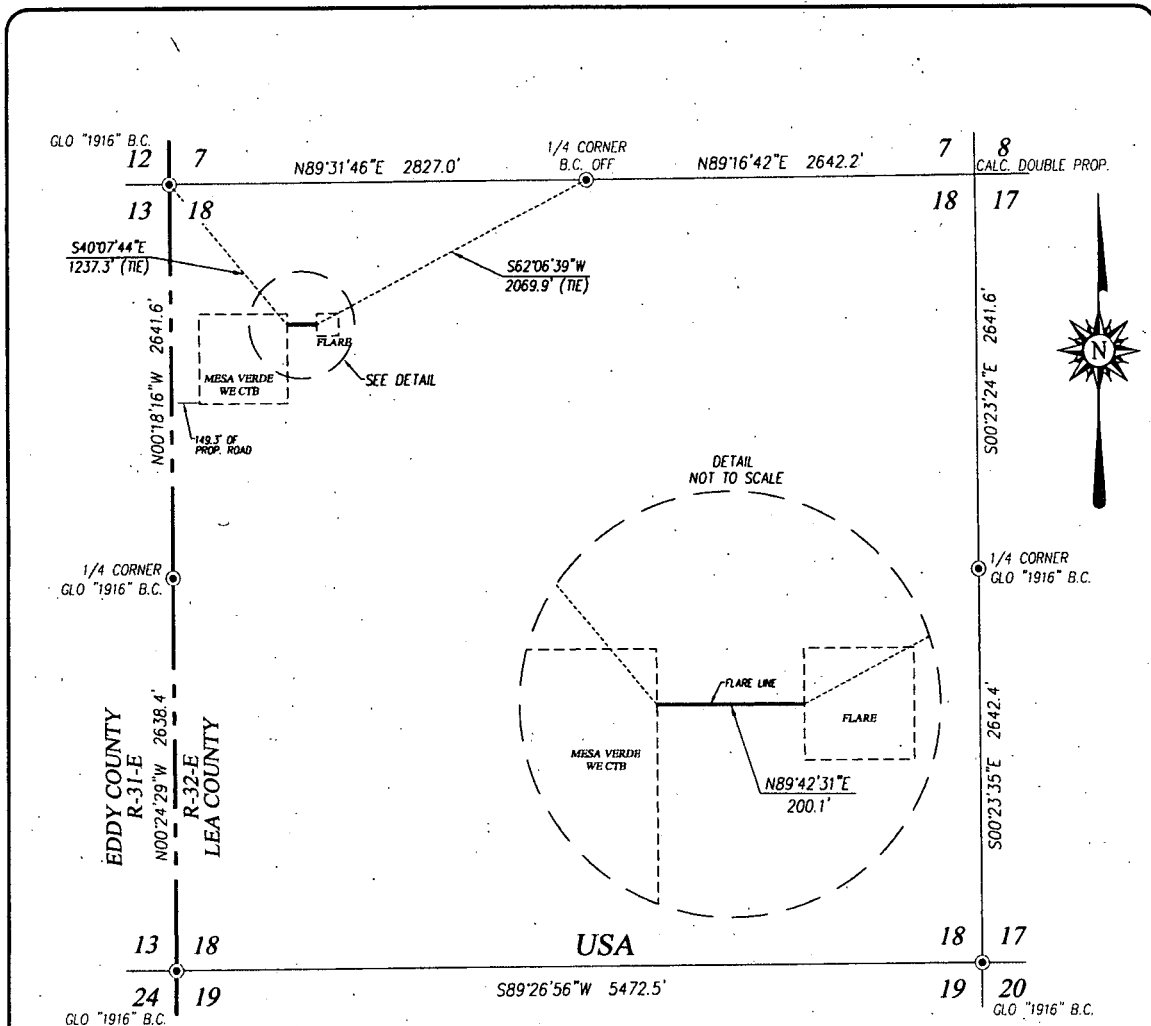 GLO "1916" B.C.
12 7
N89°31'46"E 2827.0'
1/4 CORNER
B.C. OFF
N89°16'42"E 2642.2'
7 8
CALC. DOUBLE PROP.
13 18
18 17
S40°07'44"E
1237.3' (TIE)
S62°06'39"W
2069.9' (TIE)
N00°18'16"W 2641.6'
FLARE
MESA VERDE
WE CTB
SEE DETAIL
149.3' OF
PROP. ROAD
S00°23'24"E 2641.6'
N
DETAIL
NOT TO SCALE
1/4 CORNER
GLO "1916" B.C.
1/4 CORNER
GLO "1916" B.C.
FLARE LINE
FLARE
MESA VERDE
WE CTB
N89°42'31"E
200.1'
EDDY COUNTY
R-31-E
N00°24'29"W 2638.4'
R-32-E
LEA COUNTY
S00°23'35"E 2642.4'
13 18
USA
18 17
24 19
S89°26'56"W 5472.5'
19 20
GLO "1916" B.C.
GLO "1916" B.C.